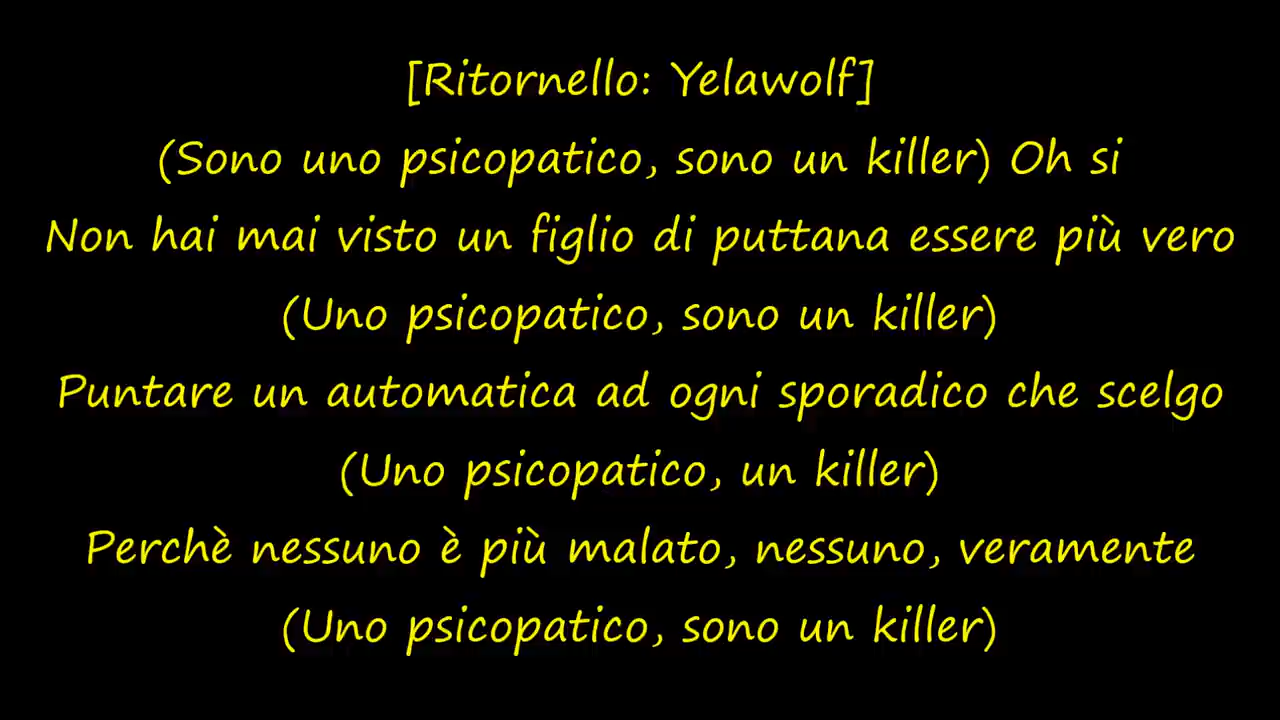 [Ritornello: Yelawolf]
(Sono uno psicopatico, sono un killer) Oh si
Non hai mai visto un figlio di puttana essere più vero
(Uno psicopatico, sono un killer)
Puntare un automatica ad ogni sporadico che scelgo
(Uno psicopatico, un killer)
Perchè nessuno è più malato, nessuno, veramente
(Uno psicopatico, sono un killer)